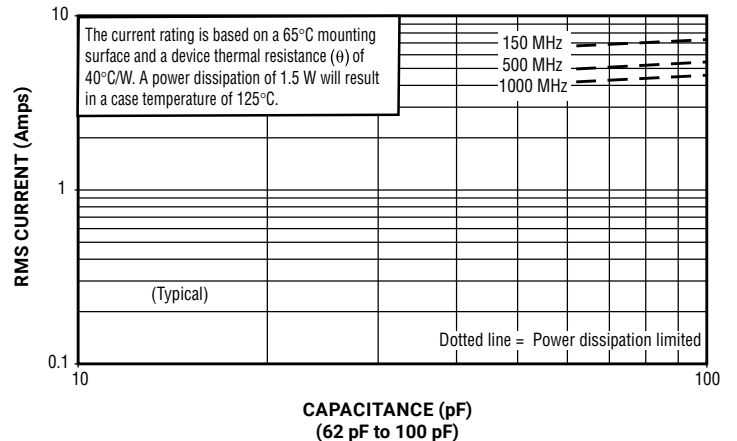 10
The current rating is based on a 65°C mounting
surface and a device thermal resistance (θ) of
40°C/W. A power dissipation of 1.5 W will result
in a case temperature of 125°C.
150 MHz
500 MHz
1000 MHz
RMS CURRENT (Amps)
1
(Typical)
Dotted line = Power dissipation limited
0.1
10
100
CAPACITANCE (pF)
(62 pF to 100 pF)